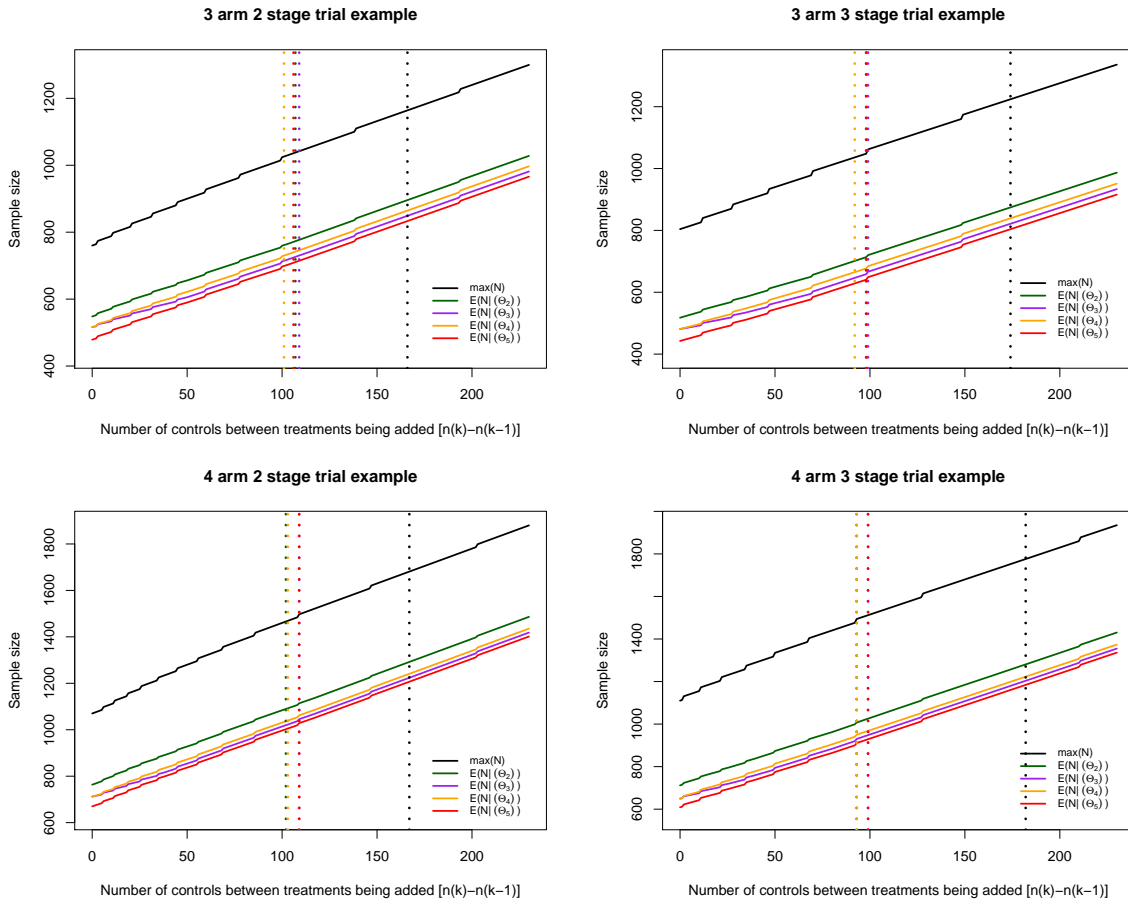 3 arm 2 stage trial example
Sample size
400 600 800 1000 1200
max(N)
E(N| (Θ₂) )
E(N| (Θ₃) )
E(N| (Θ₄) )
E(N| (Θ₅) )
0 50 100 150 200
Number of controls between treatments being added [n(k)−n(k−1)]
3 arm 3 stage trial example
Sample size
400 600 800 1000 1200
max(N)
E(N| (Θ₂) )
E(N| (Θ₃) )
E(N| (Θ₄) )
E(N| (Θ₅) )
0 50 100 150 200
Number of controls between treatments being added [n(k)−n(k−1)]
4 arm 2 stage trial example
Sample size
600 800 1000 1200 1400 1600 1800
max(N)
E(N| (Θ₂) )
E(N| (Θ₃) )
E(N| (Θ₄) )
E(N| (Θ₅) )
0 50 100 150 200
Number of controls between treatments being added [n(k)−n(k−1)]
4 arm 3 stage trial example
Sample size
600 800 1000 1400 1800
max(N)
E(N| (Θ₂) )
E(N| (Θ₃) )
E(N| (Θ₄) )
E(N| (Θ₅) )
0 50 100 150 200
Number of controls between treatments being added [n(k)−n(k−1)]